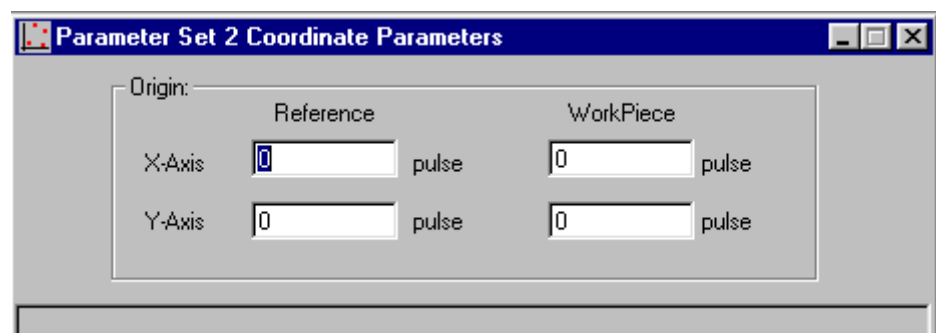 Parameter Set 2 Coordinate Parameters
Origin:
Reference WorkPiece
X-Axis 0 pulse 0 pulse
Y-Axis 0 pulse 0 pulse